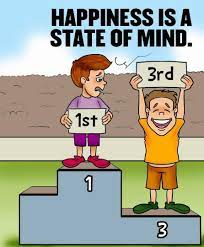 HAPPINESS IS A
STATE OF MIND.
3rd
1st
1
3